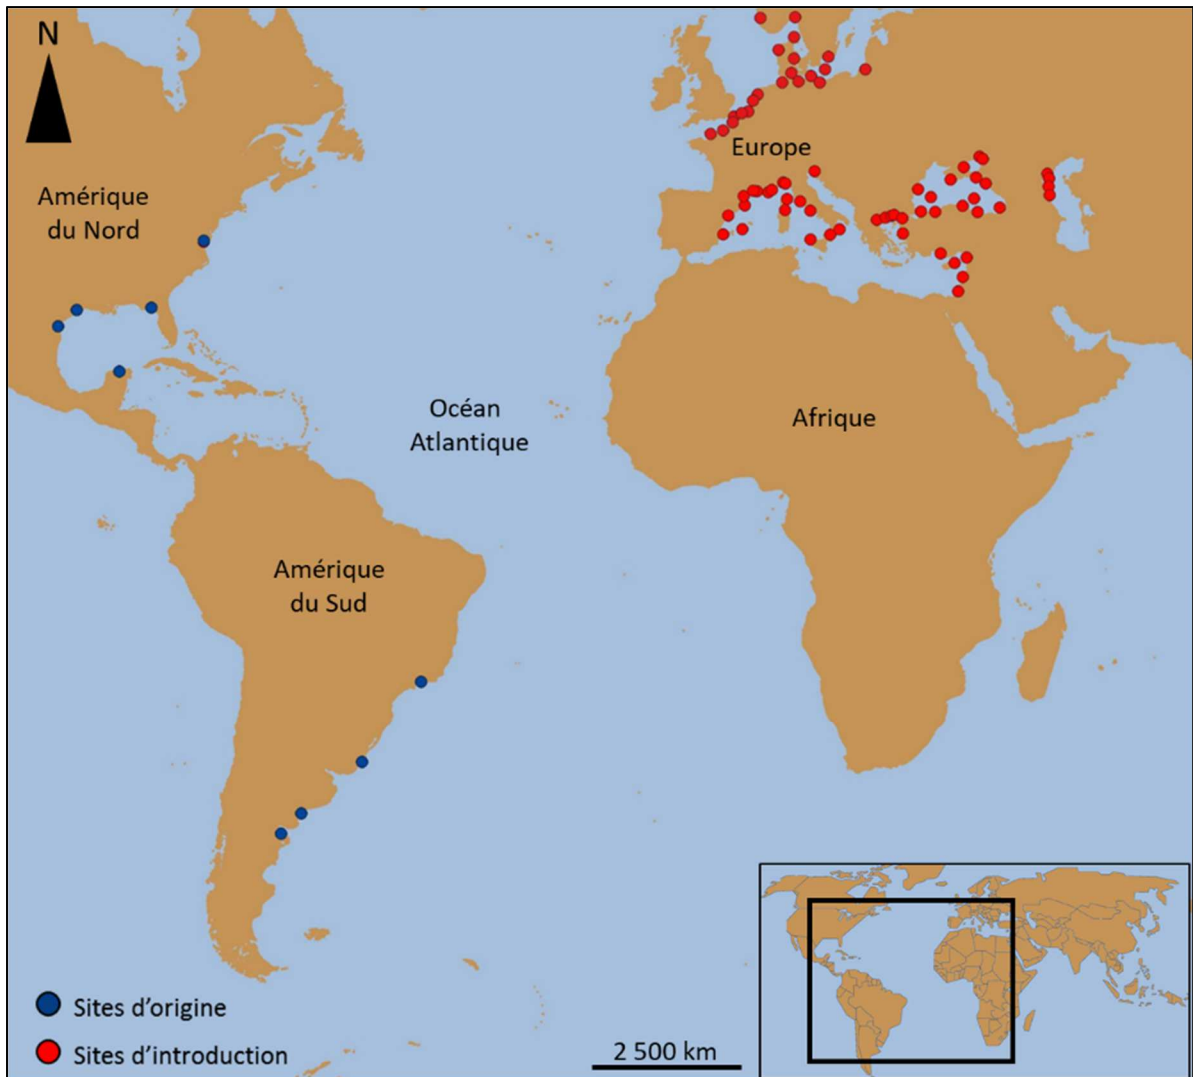 N
Amérique
du Nord
Europe
Océan
Atlantique
Afrique
Amérique
du Sud
Sites d'origine
Sites d'introduction
2 500 km